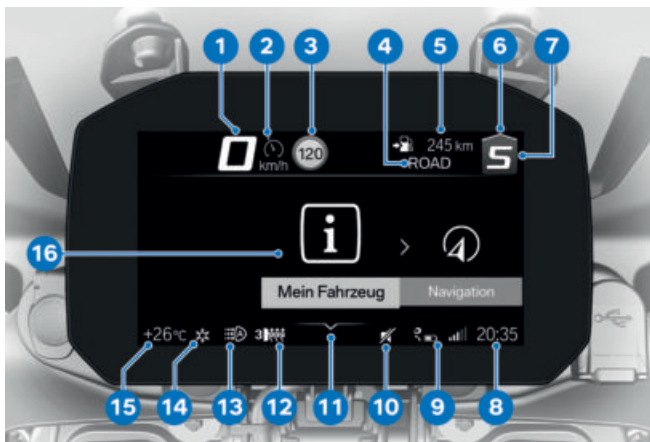 1 2 3 4 5 6 7
0 km/h 120 245 km
ROAD S
16 i
Mein Fahrzeug Navigation
+26°C A 3 20:35
15 14 13 12 11 10 9 8